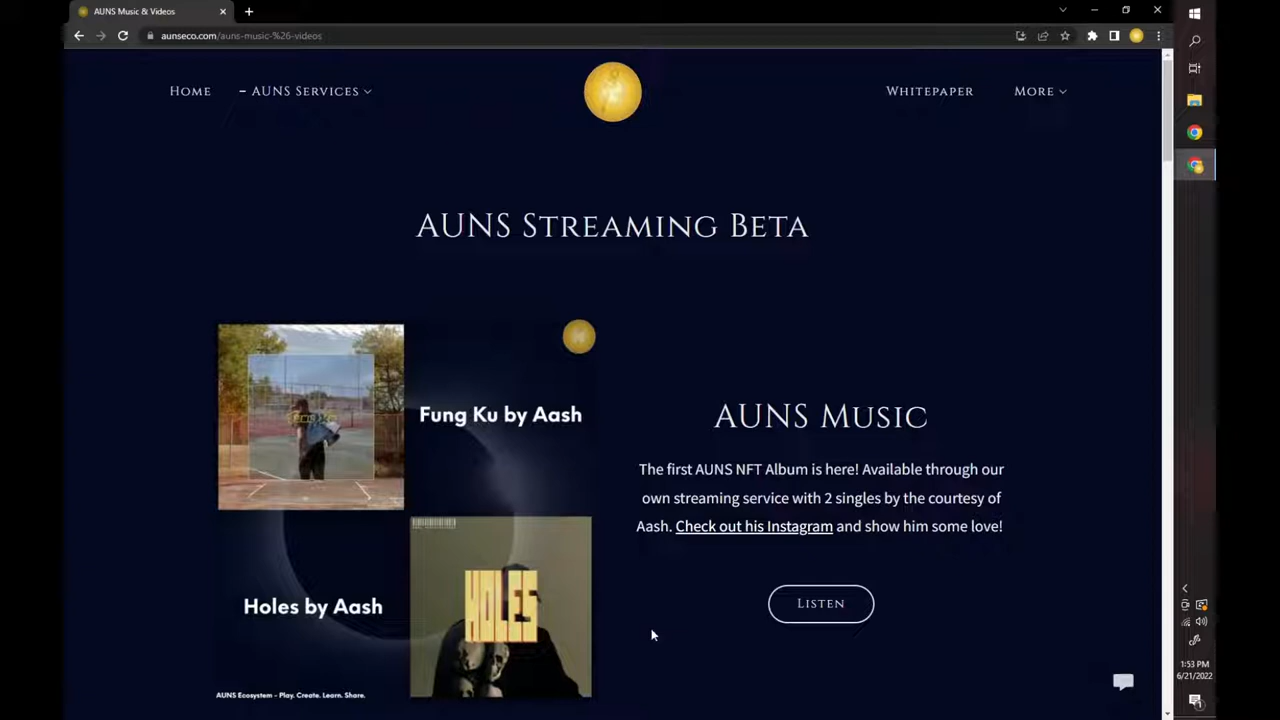 AUNS Music & Videos
aunseco.com/auns-music-%26-videos
Home
– AUNS Services
Whitepaper
More
AUNS Streaming Beta
Fung Ku by Aash
HOLES
Holes by Aash
AUNS Ecosystem - Play. Create. Learn. Share.
AUNS Music
The first AUNS NFT Album is here! Available through our
own streaming service with 2 singles by the courtesy of
Aash. Check out his Instagram and show him some love!
Listen
1:53 PM
6/21/2022